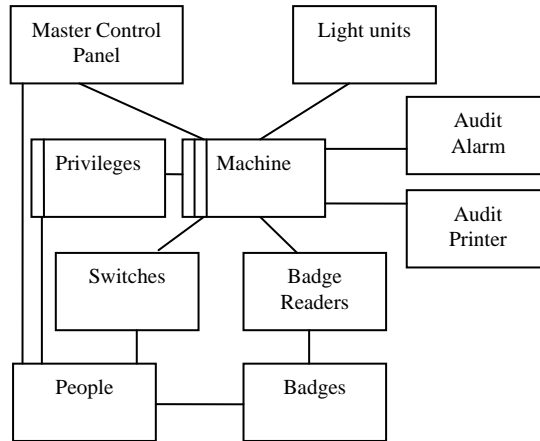 Master Control
Panel
Light units
Audit
Alarm
Privileges
Machine
Audit
Printer
Switches
Badge
Readers
People
Badges